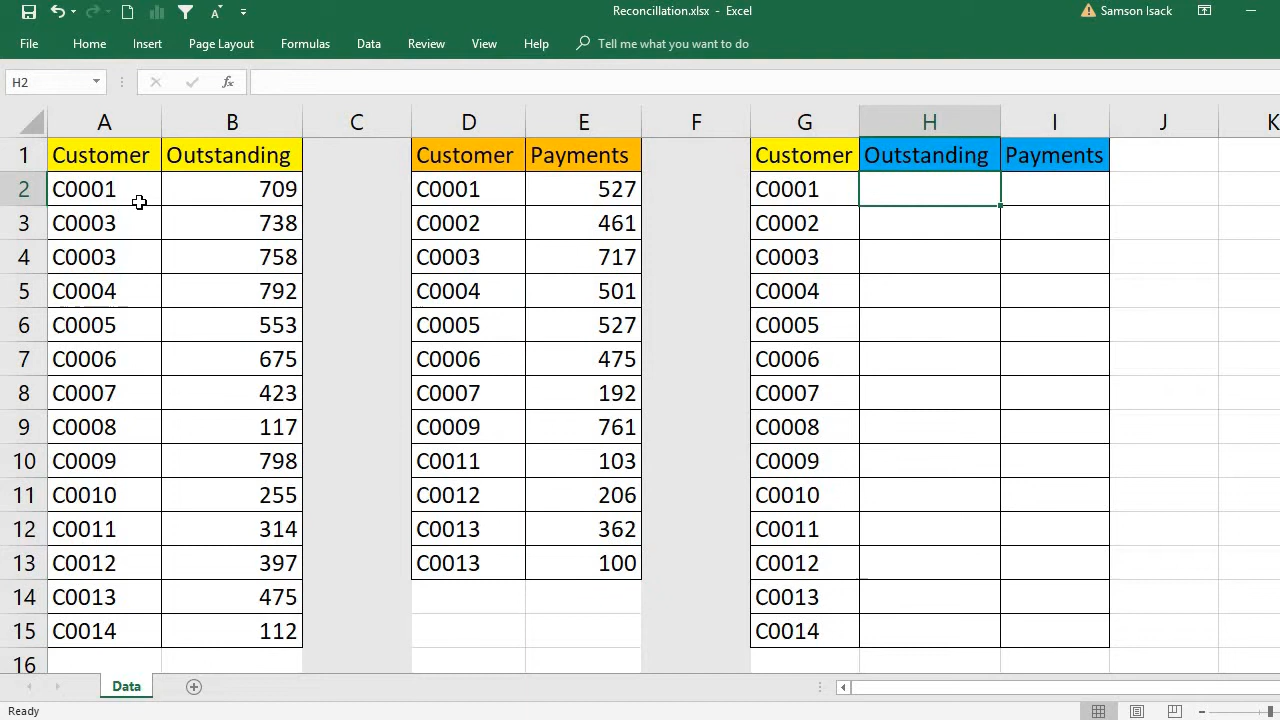 Reconcillation.xlsx - Excel
Samson Isack
File Home Insert Page Layout Formulas Data Review View Help Tell me what you want to do
H2 fx
A B C D E F G H I J K
1 Customer Outstanding Customer Payments Customer Outstanding Payments
2 C0001 709 C0001 527 C0001
3 C0003 738 C0002 461 C0002
4 C0003 758 C0003 717 C0003
5 C0004 792 C0004 501 C0004
6 C0005 553 C0005 527 C0005
7 C0006 675 C0006 475 C0006
8 C0007 423 C0007 192 C0007
9 C0008 117 C0009 761 C0008
10 C0009 798 C0011 103 C0009
11 C0010 255 C0012 206 C0010
12 C0011 314 C0013 362 C0011
13 C0012 397 C0013 100 C0012
14 C0013 475 C0013
15 C0014 112 C0014
16
Data
Ready